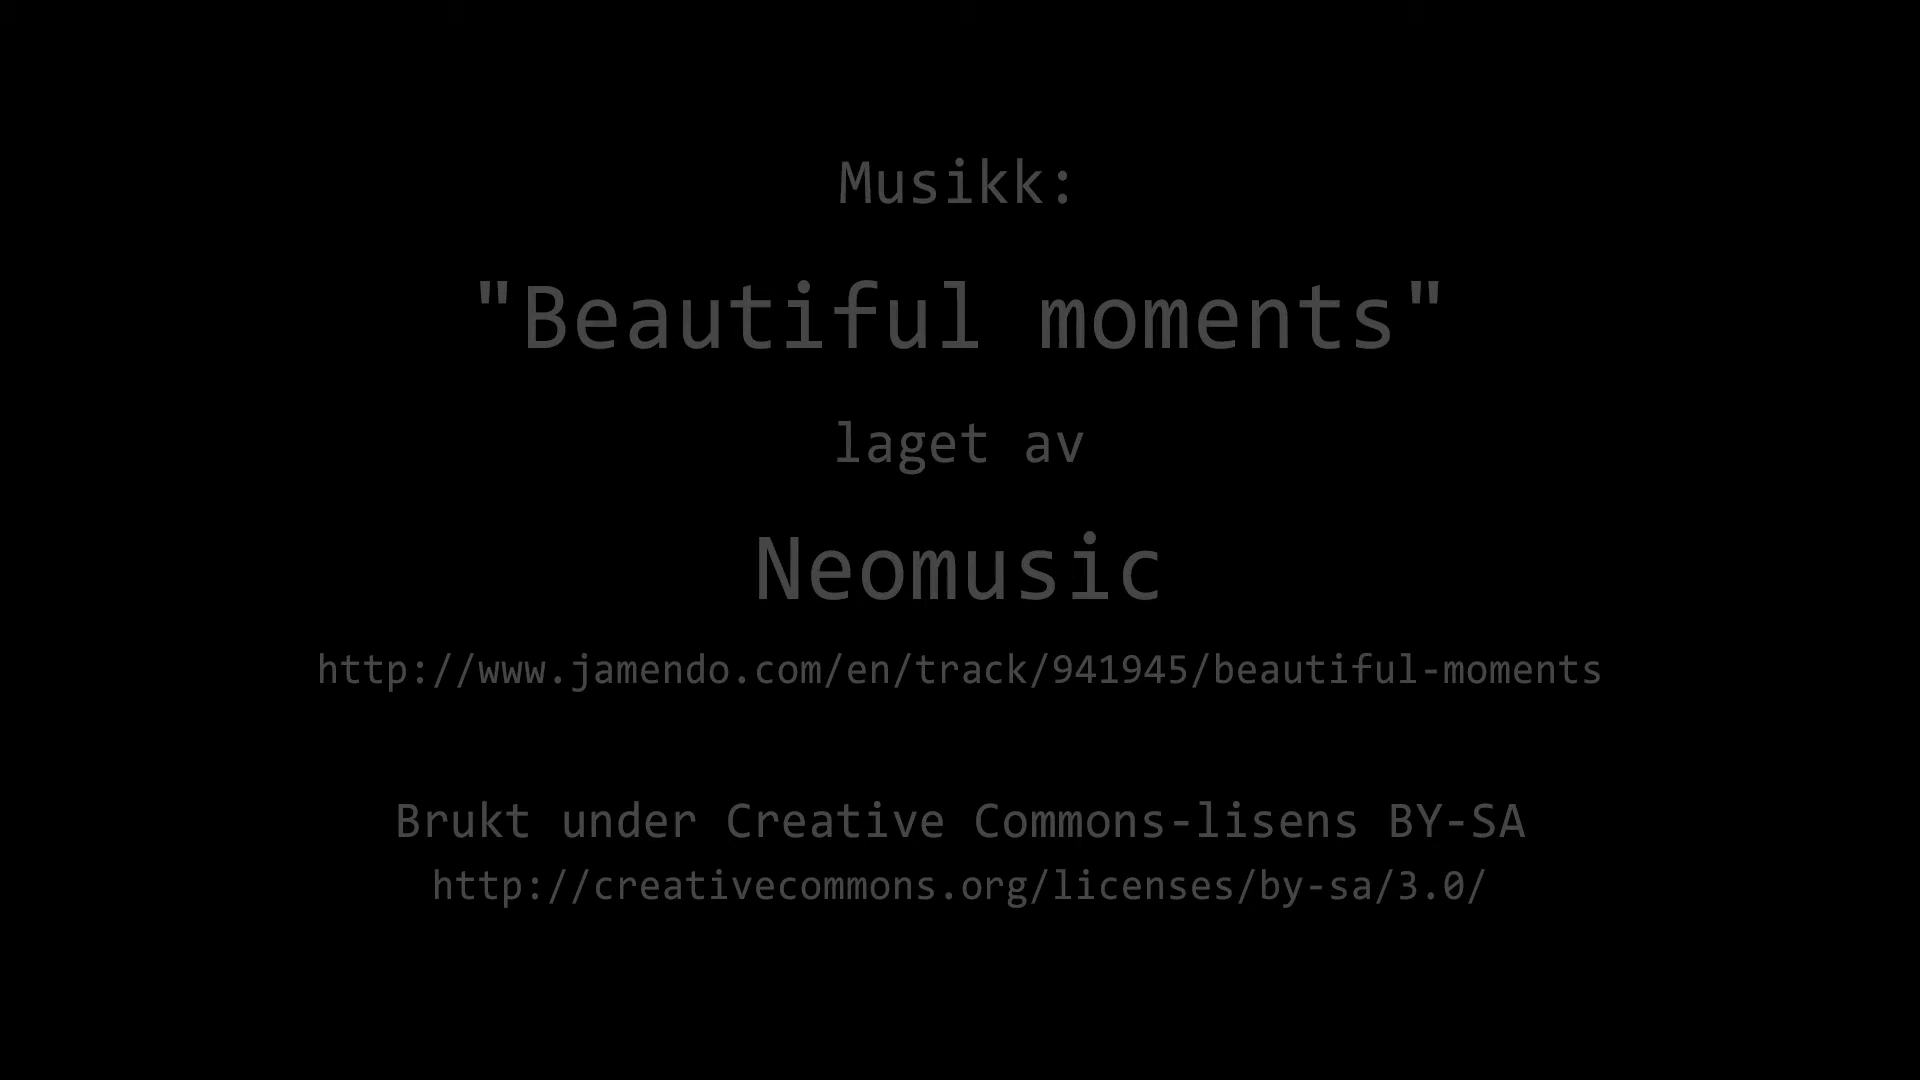 Musikk:
"Beautiful moments"
laget av
Neomusic
http://www.jamendo.com/en/track/941945/beautiful-moments
Brukt under Creative Commons-lisens BY-SA
http://creativecommons.org/licenses/by-sa/3.0/